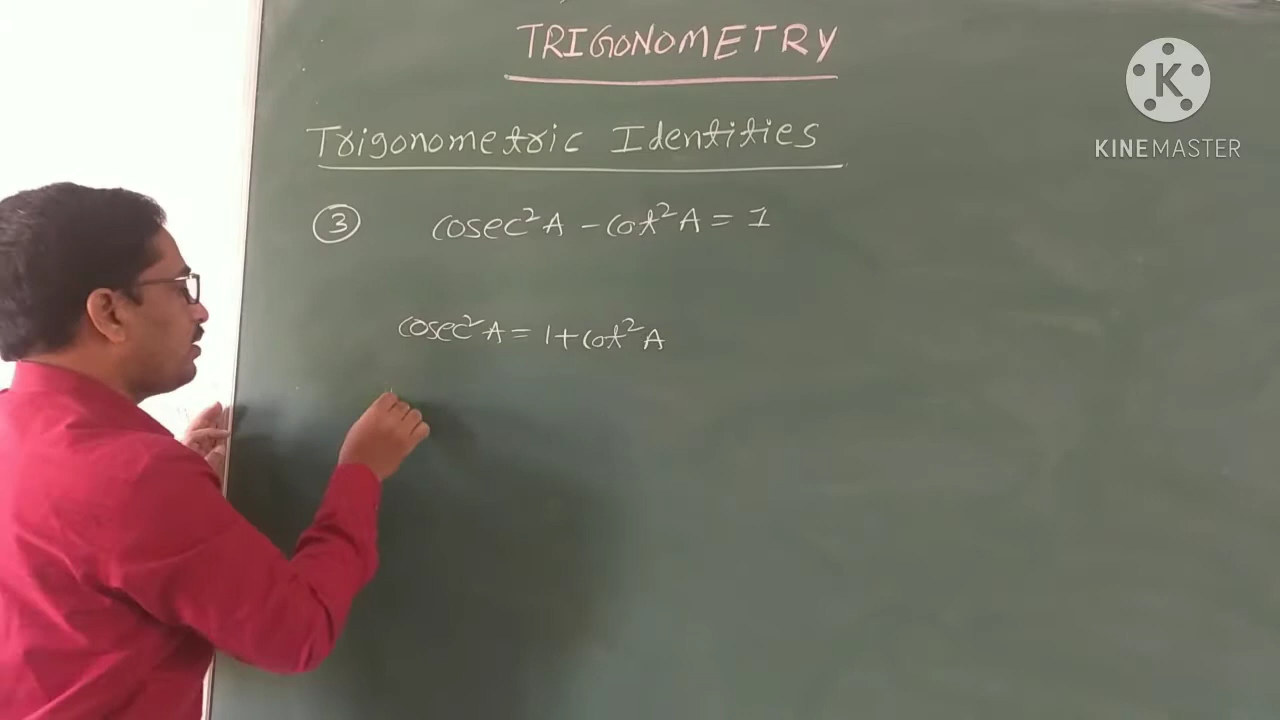 TRIGONOMETRY
K
KINEMASTER
Trigonometric Identities
③ cosec²A - cot²A = 1
cosec²A = 1 + cot²A